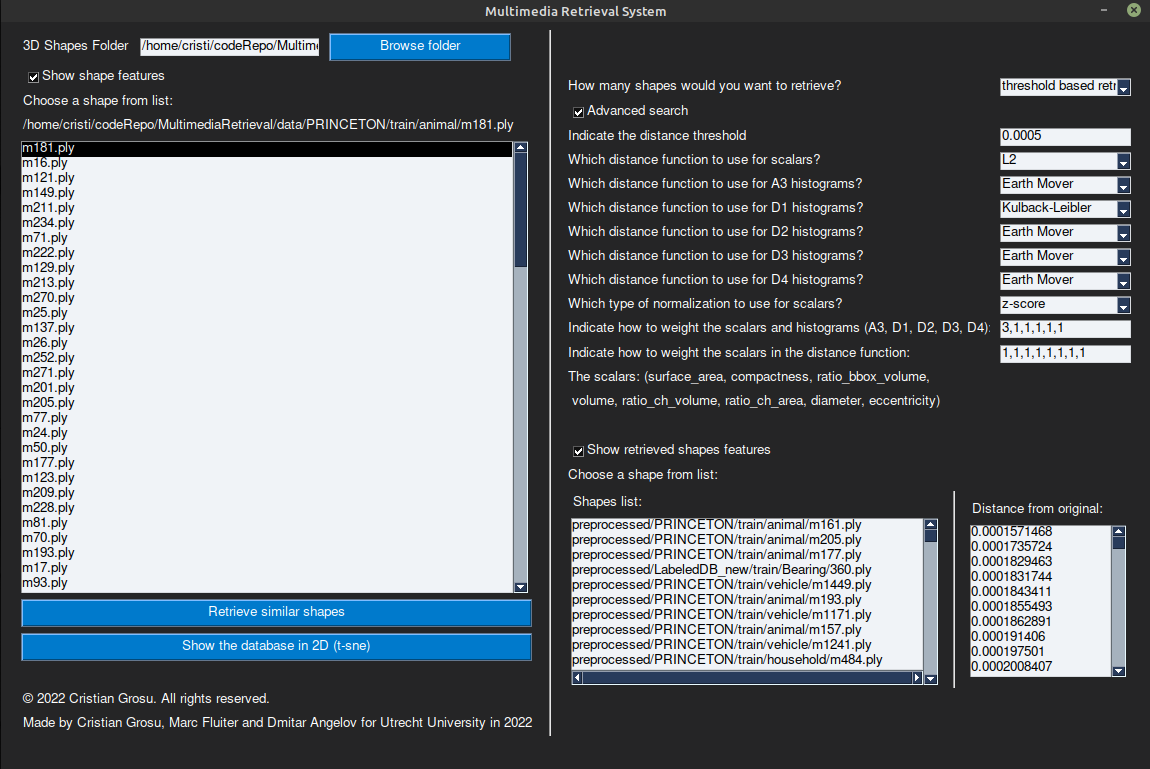 Multimedia Retrieval System
3D Shapes Folder /home/cristi/codeRepo/Multime Browse folder
Show shape features
Choose a shape from list:
/home/cristi/codeRepo/MultimediaRetrieval/data/PRINCETON/train/animal/m181.ply
m181.ply
m16.ply
m121.ply
m149.ply
m211.ply
m234.ply
m71.ply
m222.ply
m129.ply
m213.ply
m270.ply
m25.ply
m137.ply
m26.ply
m252.ply
m271.ply
m201.ply
m205.ply
m77.ply
m24.ply
m50.ply
m177.ply
m123.ply
m209.ply
m228.ply
m81.ply
m70.ply
m193.ply
m17.ply
m93.ply
Retrieve similar shapes
Show the database in 2D (t-sne)
© 2022 Cristian Grosu. All rights reserved.
Made by Cristian Grosu, Marc Fluiter and Dmitar Angelov for Utrecht University in 2022
How many shapes would you want to retrieve? threshold based retr
Advanced search
Indicate the distance threshold 0.0005
Which distance function to use for scalars? L2
Which distance function to use for A3 histograms? Earth Mover
Which distance function to use for D1 histograms? Kulback-Leibler
Which distance function to use for D2 histograms? Earth Mover
Which distance function to use for D3 histograms? Earth Mover
Which distance function to use for D4 histograms? Earth Mover
Which type of normalization to use for scalars? z-score
Indicate how to weight the scalars and histograms (A3, D1, D2, D3, D4): 3,1,1,1,1,1
Indicate how to weight the scalars in the distance function: 1,1,1,1,1,1,1,1
The scalars: (surface_area, compactness, ratio_bbox_volume,
volume, ratio_ch_volume, ratio_ch_area, diameter, eccentricity)
Show retrieved shapes features
Choose a shape from list:
Shapes list:
preprocessed/PRINCETON/train/animal/m161.ply
preprocessed/PRINCETON/train/animal/m205.ply
preprocessed/PRINCETON/train/animal/m177.ply
preprocessed/LabeledDB_new/train/Bearing/360.ply
preprocessed/PRINCETON/train/vehicle/m1449.ply
preprocessed/PRINCETON/train/animal/m193.ply
preprocessed/PRINCETON/train/vehicle/m1171.ply
preprocessed/PRINCETON/train/animal/m157.ply
preprocessed/PRINCETON/train/vehicle/m1241.ply
preprocessed/PRINCETON/train/household/m484.ply
Distance from original:
0.0001571468
0.0001735724
0.0001829463
0.0001831744
0.0001843411
0.0001855493
0.0001862891
0.000191406
0.000197501
0.0002008407